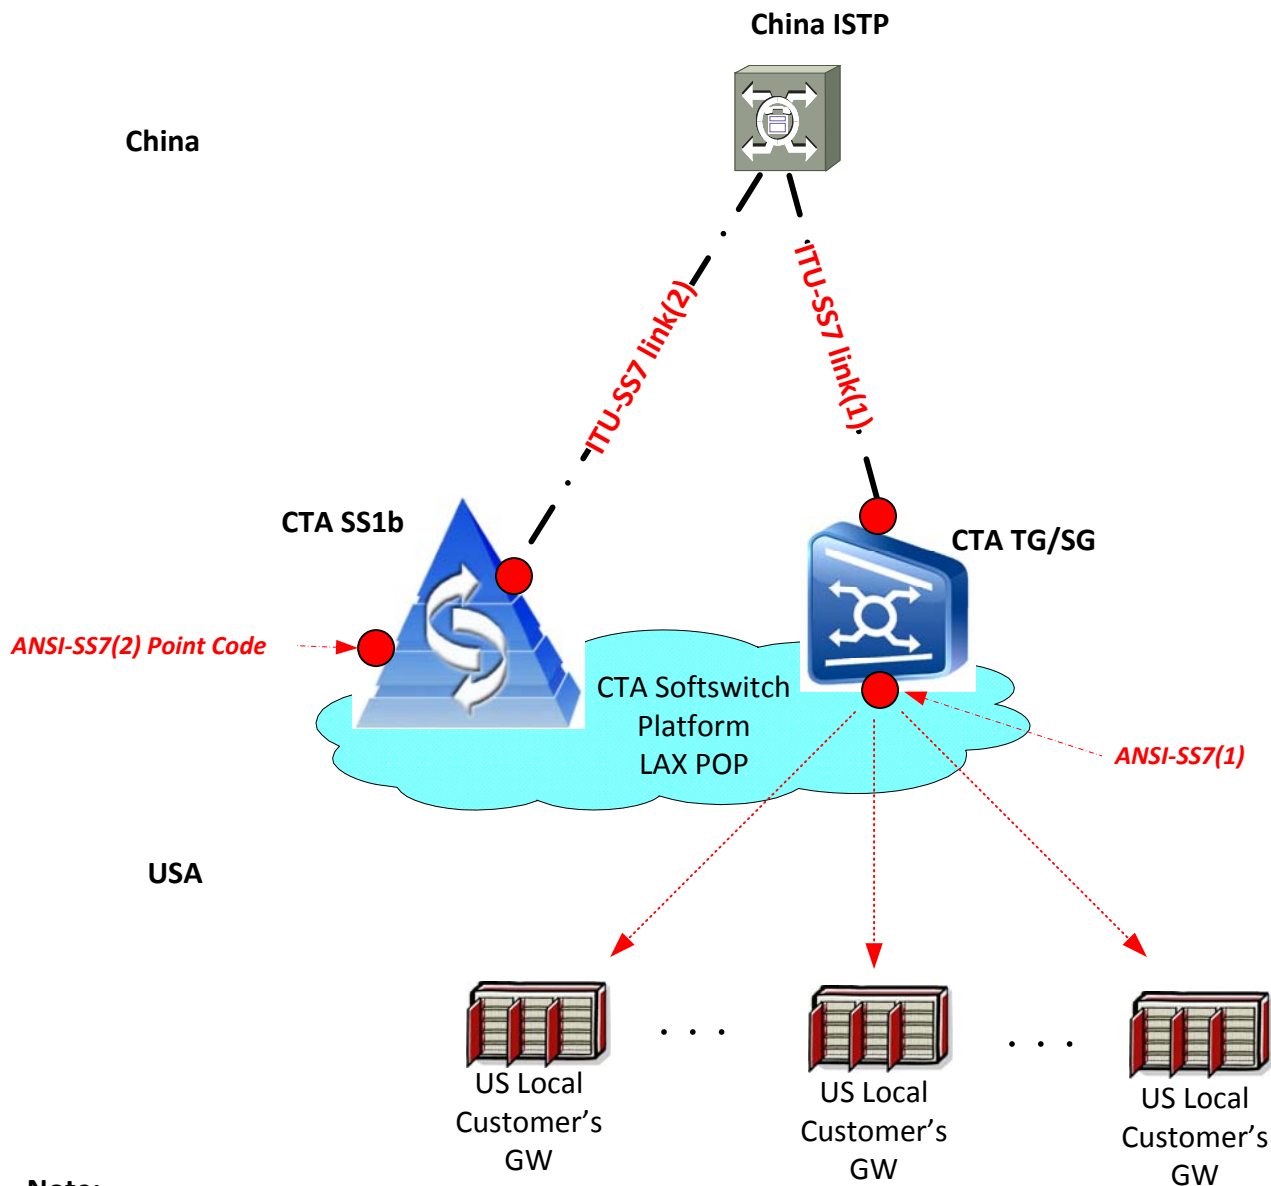 China ISTP
China
ITU-SS7 link(2)
ITU-SS7 link(1)
CTA SS1b
CTA TG/SG
ANSI-SS7(2) Point Code
CTA Softswitch
Platform
LAX POP
ANSI-SS7(1)
USA
. . .
. . .
US Local
Customer’s
GW
US Local
Customer’s
GW
US Local
Customer’s
GW
Note: